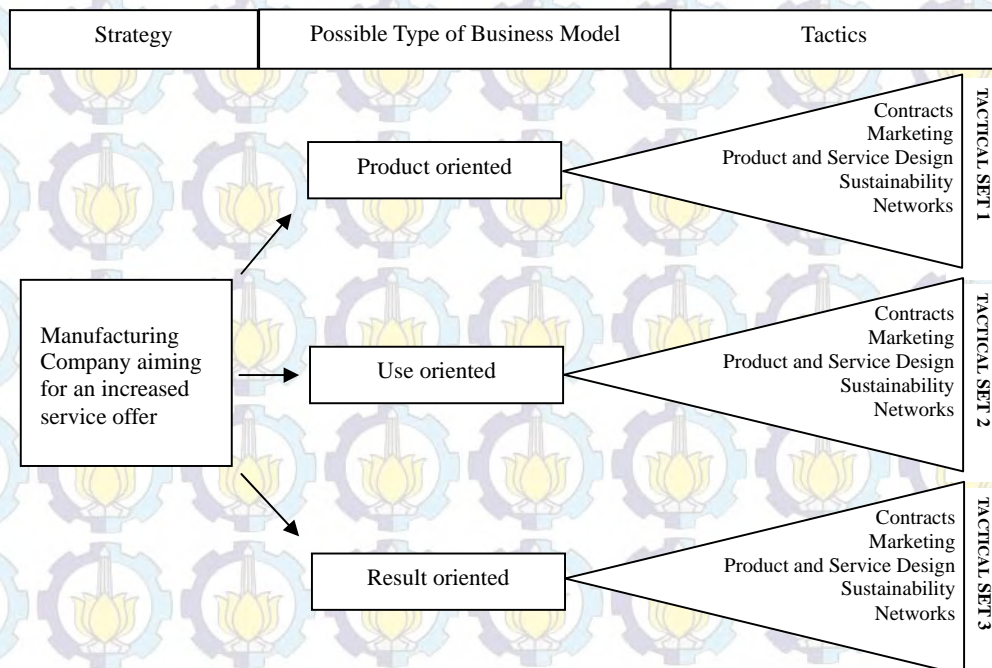 Strategy
Possible Type of Business Model
Tactics
Product oriented
Contracts
Marketing
Product and Service Design
Sustainability
Networks
TACTICAL SET 1
Manufacturing
Company aiming
for an increased
service offer
Use oriented
Contracts
Marketing
Product and Service Design
Sustainability
Networks
TACTICAL SET 2
Result oriented
Contracts
Marketing
Product and Service Design
Sustainability
Networks
TACTICAL SET 3